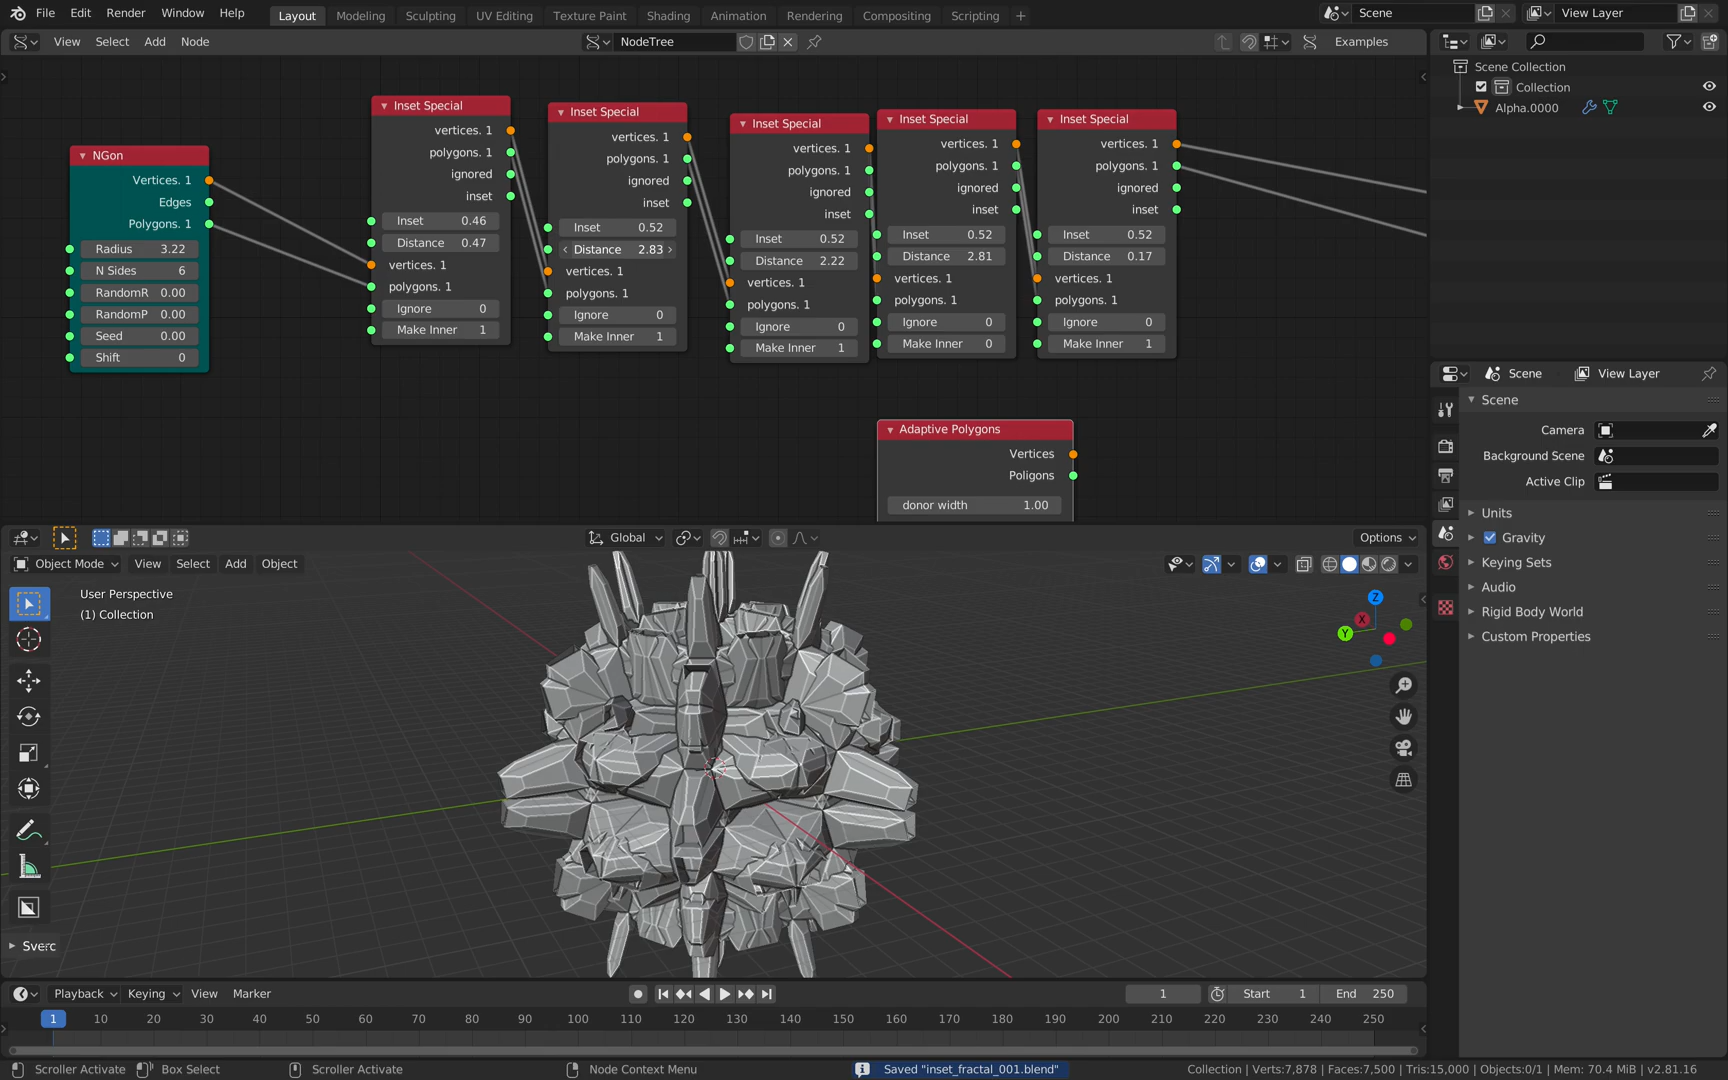 File Edit Render Window Help Layout Modeling Sculpting UV Editing Texture Paint Shading Animation Rendering Compositing Scripting + Scene View Layer
View Select Add Node NodeTree Examples
Scene Collection
Collection
Alpha.0000
NGon
Vertices. 1
Edges
Polygons. 1
Radius 3.22
N Sides 6
RandomR 0.00
RandomP 0.00
Seed 0.00
Shift 0
Inset Special
vertices. 1
polygons. 1
ignored
inset
Inset 0.46
Distance 0.47
vertices. 1
polygons. 1
Ignore 0
Make Inner 1
Inset Special
vertices. 1
polygons. 1
ignored
inset
Inset 0.52
Distance 2.83
vertices. 1
polygons. 1
Ignore 0
Make Inner 1
Inset Special
vertices. 1
polygons. 1
ignored
inset
Inset 0.52
Distance 2.22
vertices. 1
polygons. 1
Ignore 0
Make Inner 1
Inset Special
vertices. 1
polygons. 1
ignored
inset
Inset 0.52
Distance 2.81
vertices. 1
polygons. 1
Ignore 0
Make Inner 0
Inset Special
vertices. 1
polygons. 1
ignored
inset
Inset 0.52
Distance 0.17
vertices. 1
polygons. 1
Ignore 0
Make Inner 1
Adaptive Polygons
Vertices
Poligons
donor width 1.00
Scene View Layer
Scene
Camera
Background Scene
Active Clip
Units
Gravity
Keying Sets
Audio
Rigid Body World
Custom Properties
Global Options
Object Mode View Select Add Object
User Perspective
(1) Collection
Z
X
Y
Sverc
Playback Keying View Marker 1 Start 1 End 250
1 10 20 30 40 50 60 70 80 90 100 110 120 130 140 150 160 170 180 190 200 210 220 230 240 250
Scroller Activate Box Select Scroller Activate Node Context Menu Saved "inset_fractal_001.blend" Collection | Verts:7,878 | Faces:7,500 | Tris:15,000 | Objects:0/1 | Mem: 70.4 MiB | v2.81.16